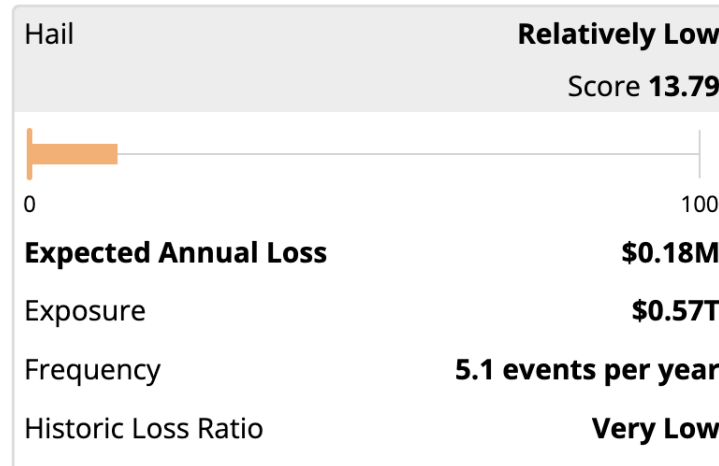 Hail Relatively Low
Score 13.79
0 100
Expected Annual Loss $0.18M
Exposure $0.57T
Frequency 5.1 events per year
Historic Loss Ratio Very Low